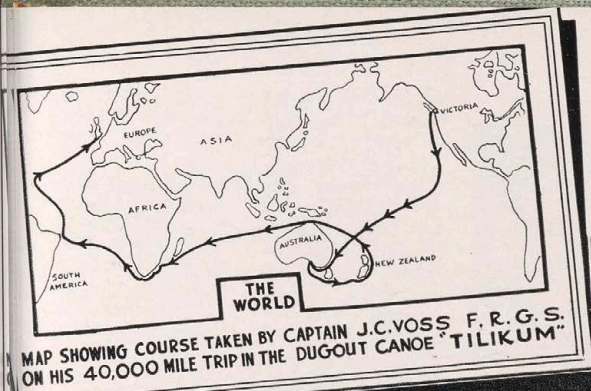 VICTORIA
EUROPE
ASIA
AFRICA
AUSTRALIA
NEW ZEALAND
SOUTH
AMERICA
THE
WORLD
MAP SHOWING COURSE TAKEN BY CAPTAIN J.C.VOSS F.R.G.S.
ON HIS 40,000 MILE TRIP IN THE DUGOUT CANOE "TILIKUM"